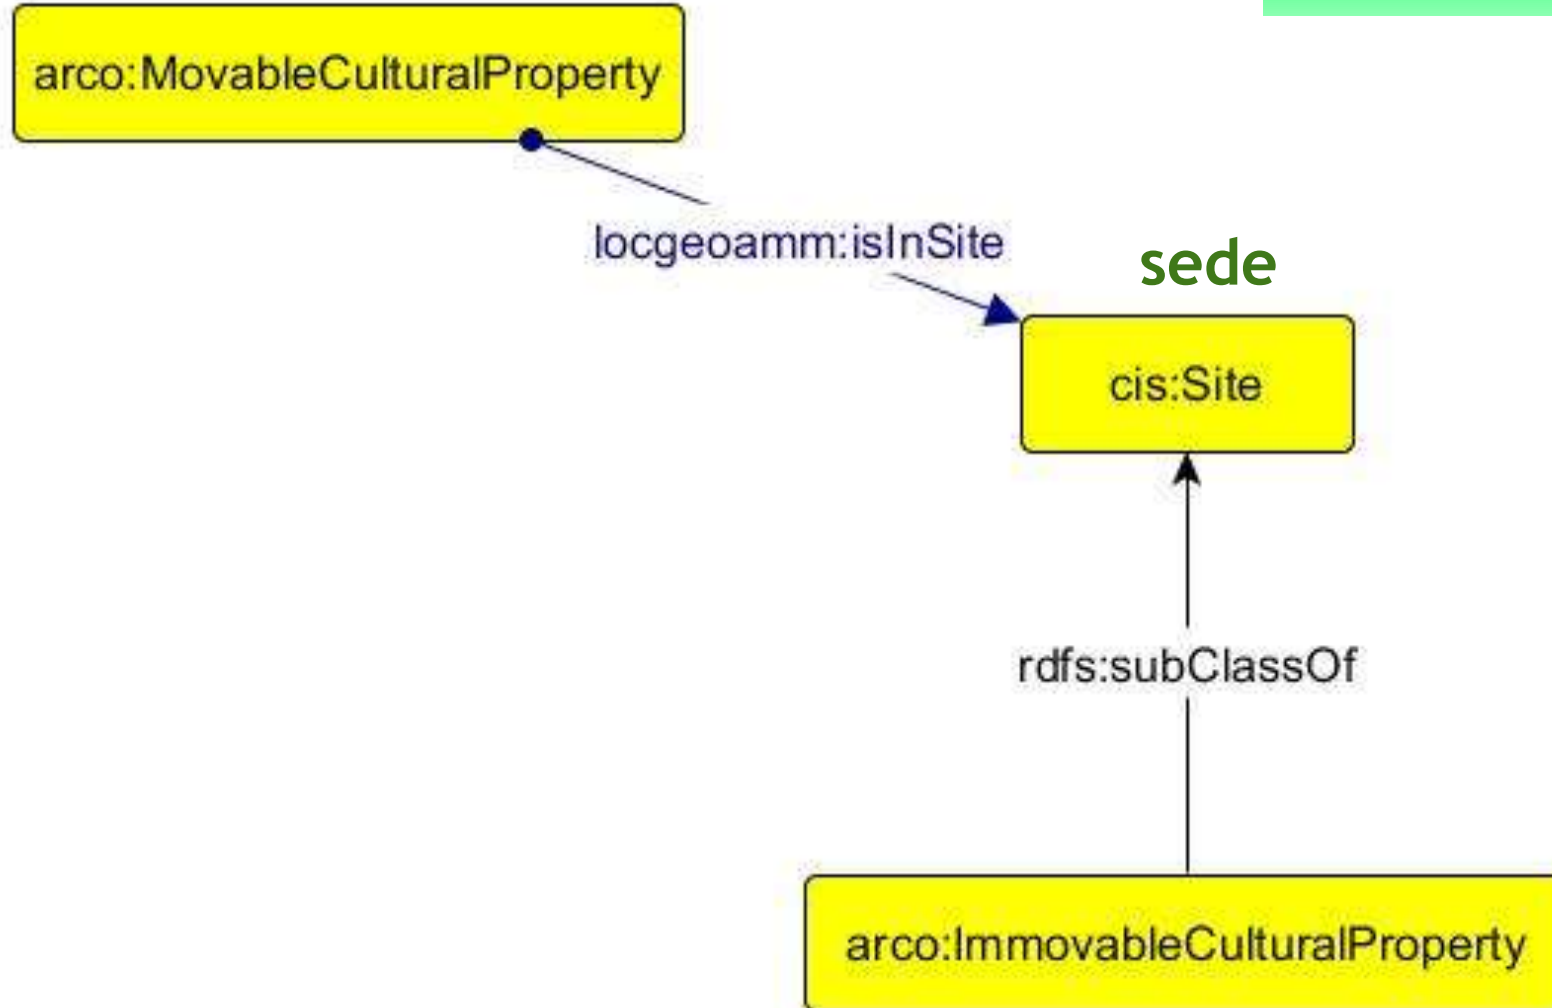 arco:MovableCulturalProperty
locgeoamm:isInSite
sede
cis:Site
rdfs:subClassOf
arco:ImmovableCulturalProperty